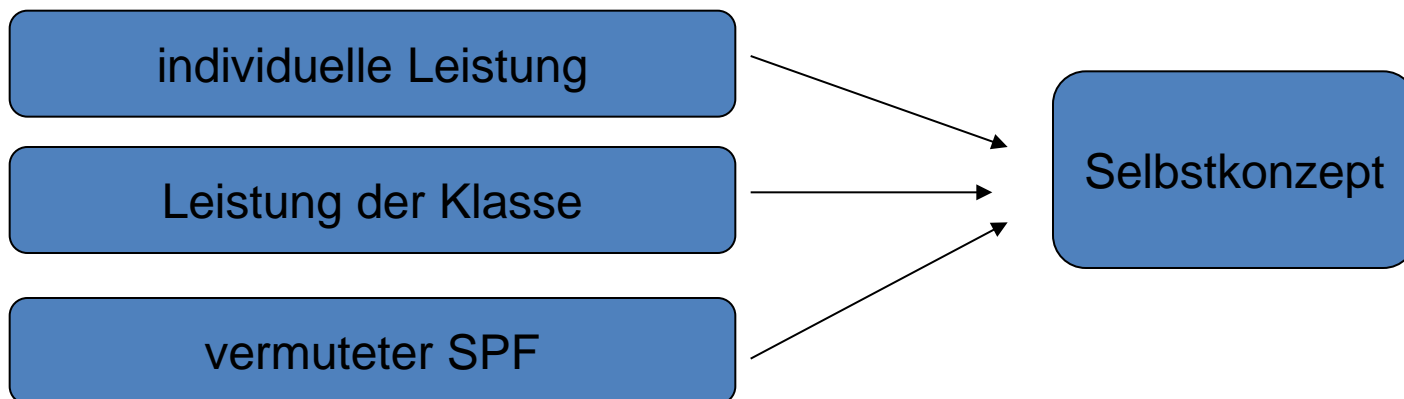 individuelle Leistung
Leistung der Klasse
vermuteter SPF
Selbstkonzept